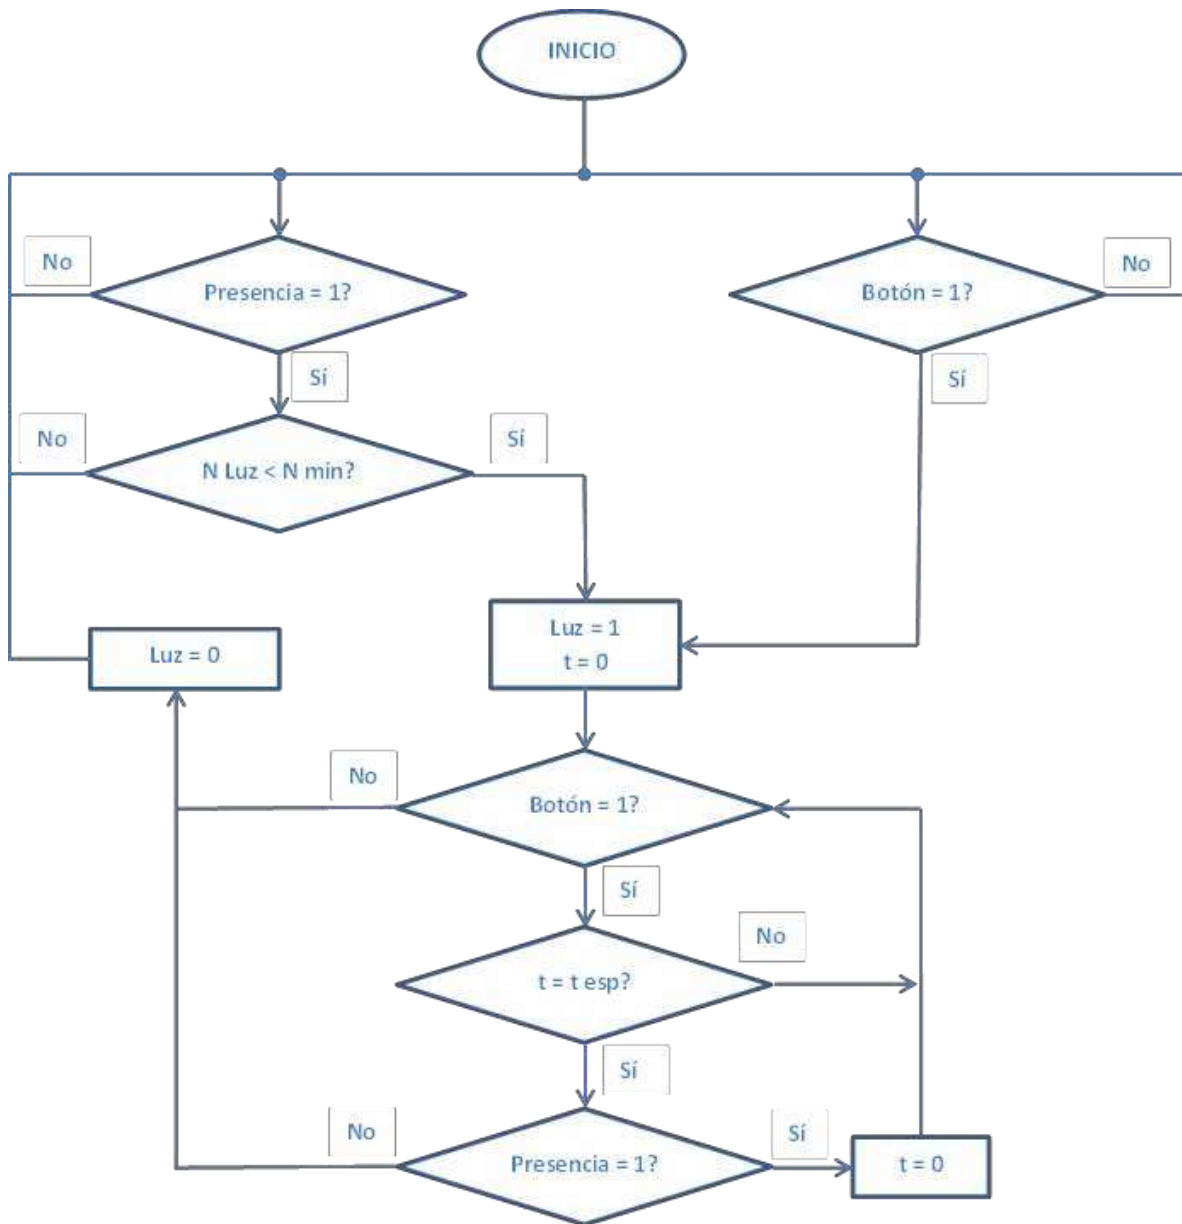 INICIO
No
Presencia = 1?
Botón = 1?
No
Sí
Sí
No
N Luz < N min?
Sí
Luz = 0
Luz = 1
t = 0
No
Botón = 1?
Sí
No
t = t esp?
Sí
No
Presencia = 1?
Sí
t = 0